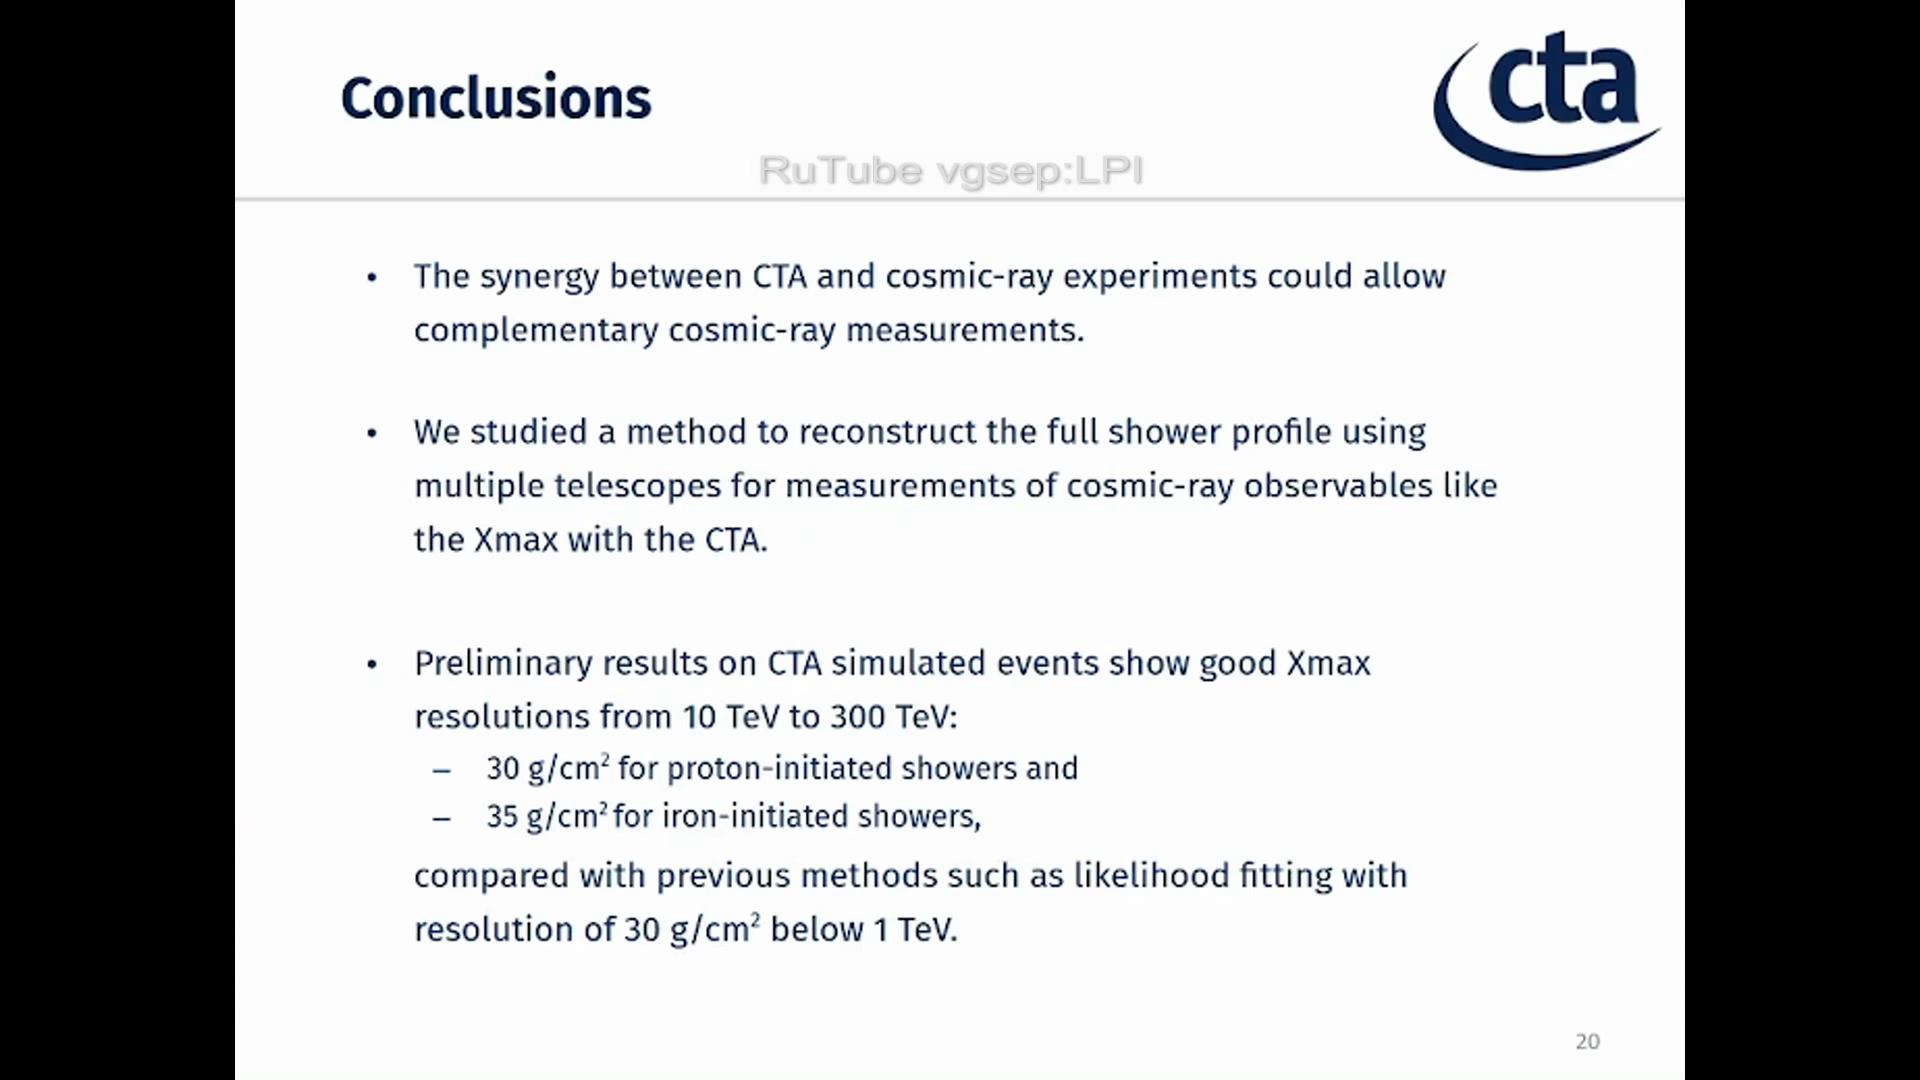 Conclusions
cta
RuTube vgsep:LPI
• The synergy between CTA and cosmic-ray experiments could allow
complementary cosmic-ray measurements.
• We studied a method to reconstruct the full shower profile using
multiple telescopes for measurements of cosmic-ray observables like
the Xmax with the CTA.
• Preliminary results on CTA simulated events show good Xmax
resolutions from 10 TeV to 300 TeV:
– 30 g/cm² for proton-initiated showers and
– 35 g/cm² for iron-initiated showers,
compared with previous methods such as likelihood fitting with
resolution of 30 g/cm² below 1 TeV.
20